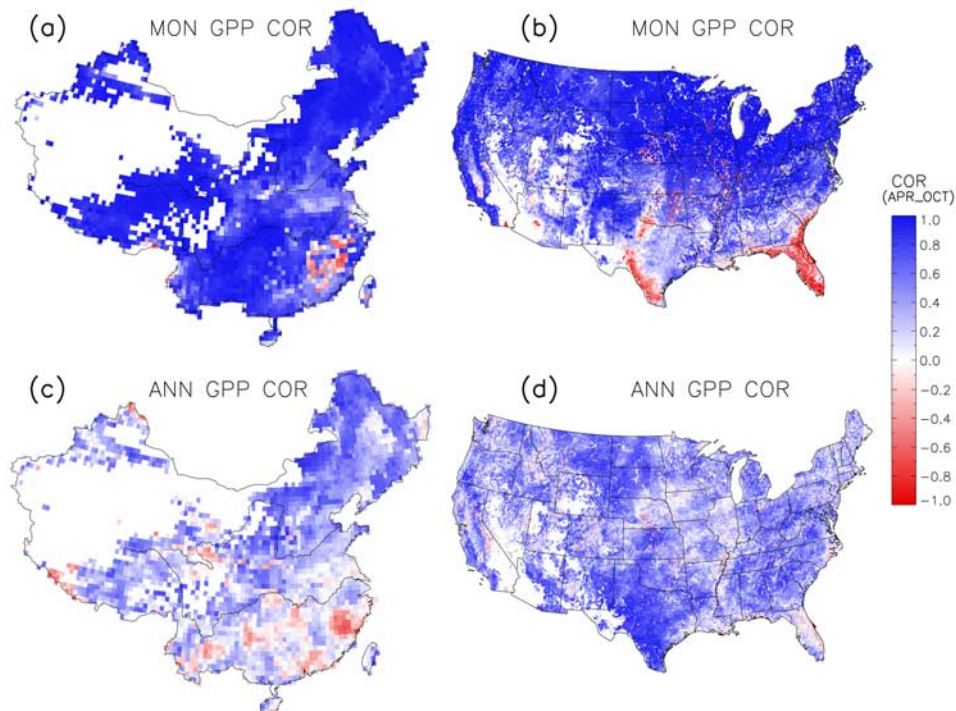 (a) MON GPP COR
(b) MON GPP COR
COR
(APR_OCT)
1.0
0.8
0.6
0.4
0.2
0.0
-0.2
-0.4
-0.6
-0.8
-1.0
(c) ANN GPP COR
(d) ANN GPP COR